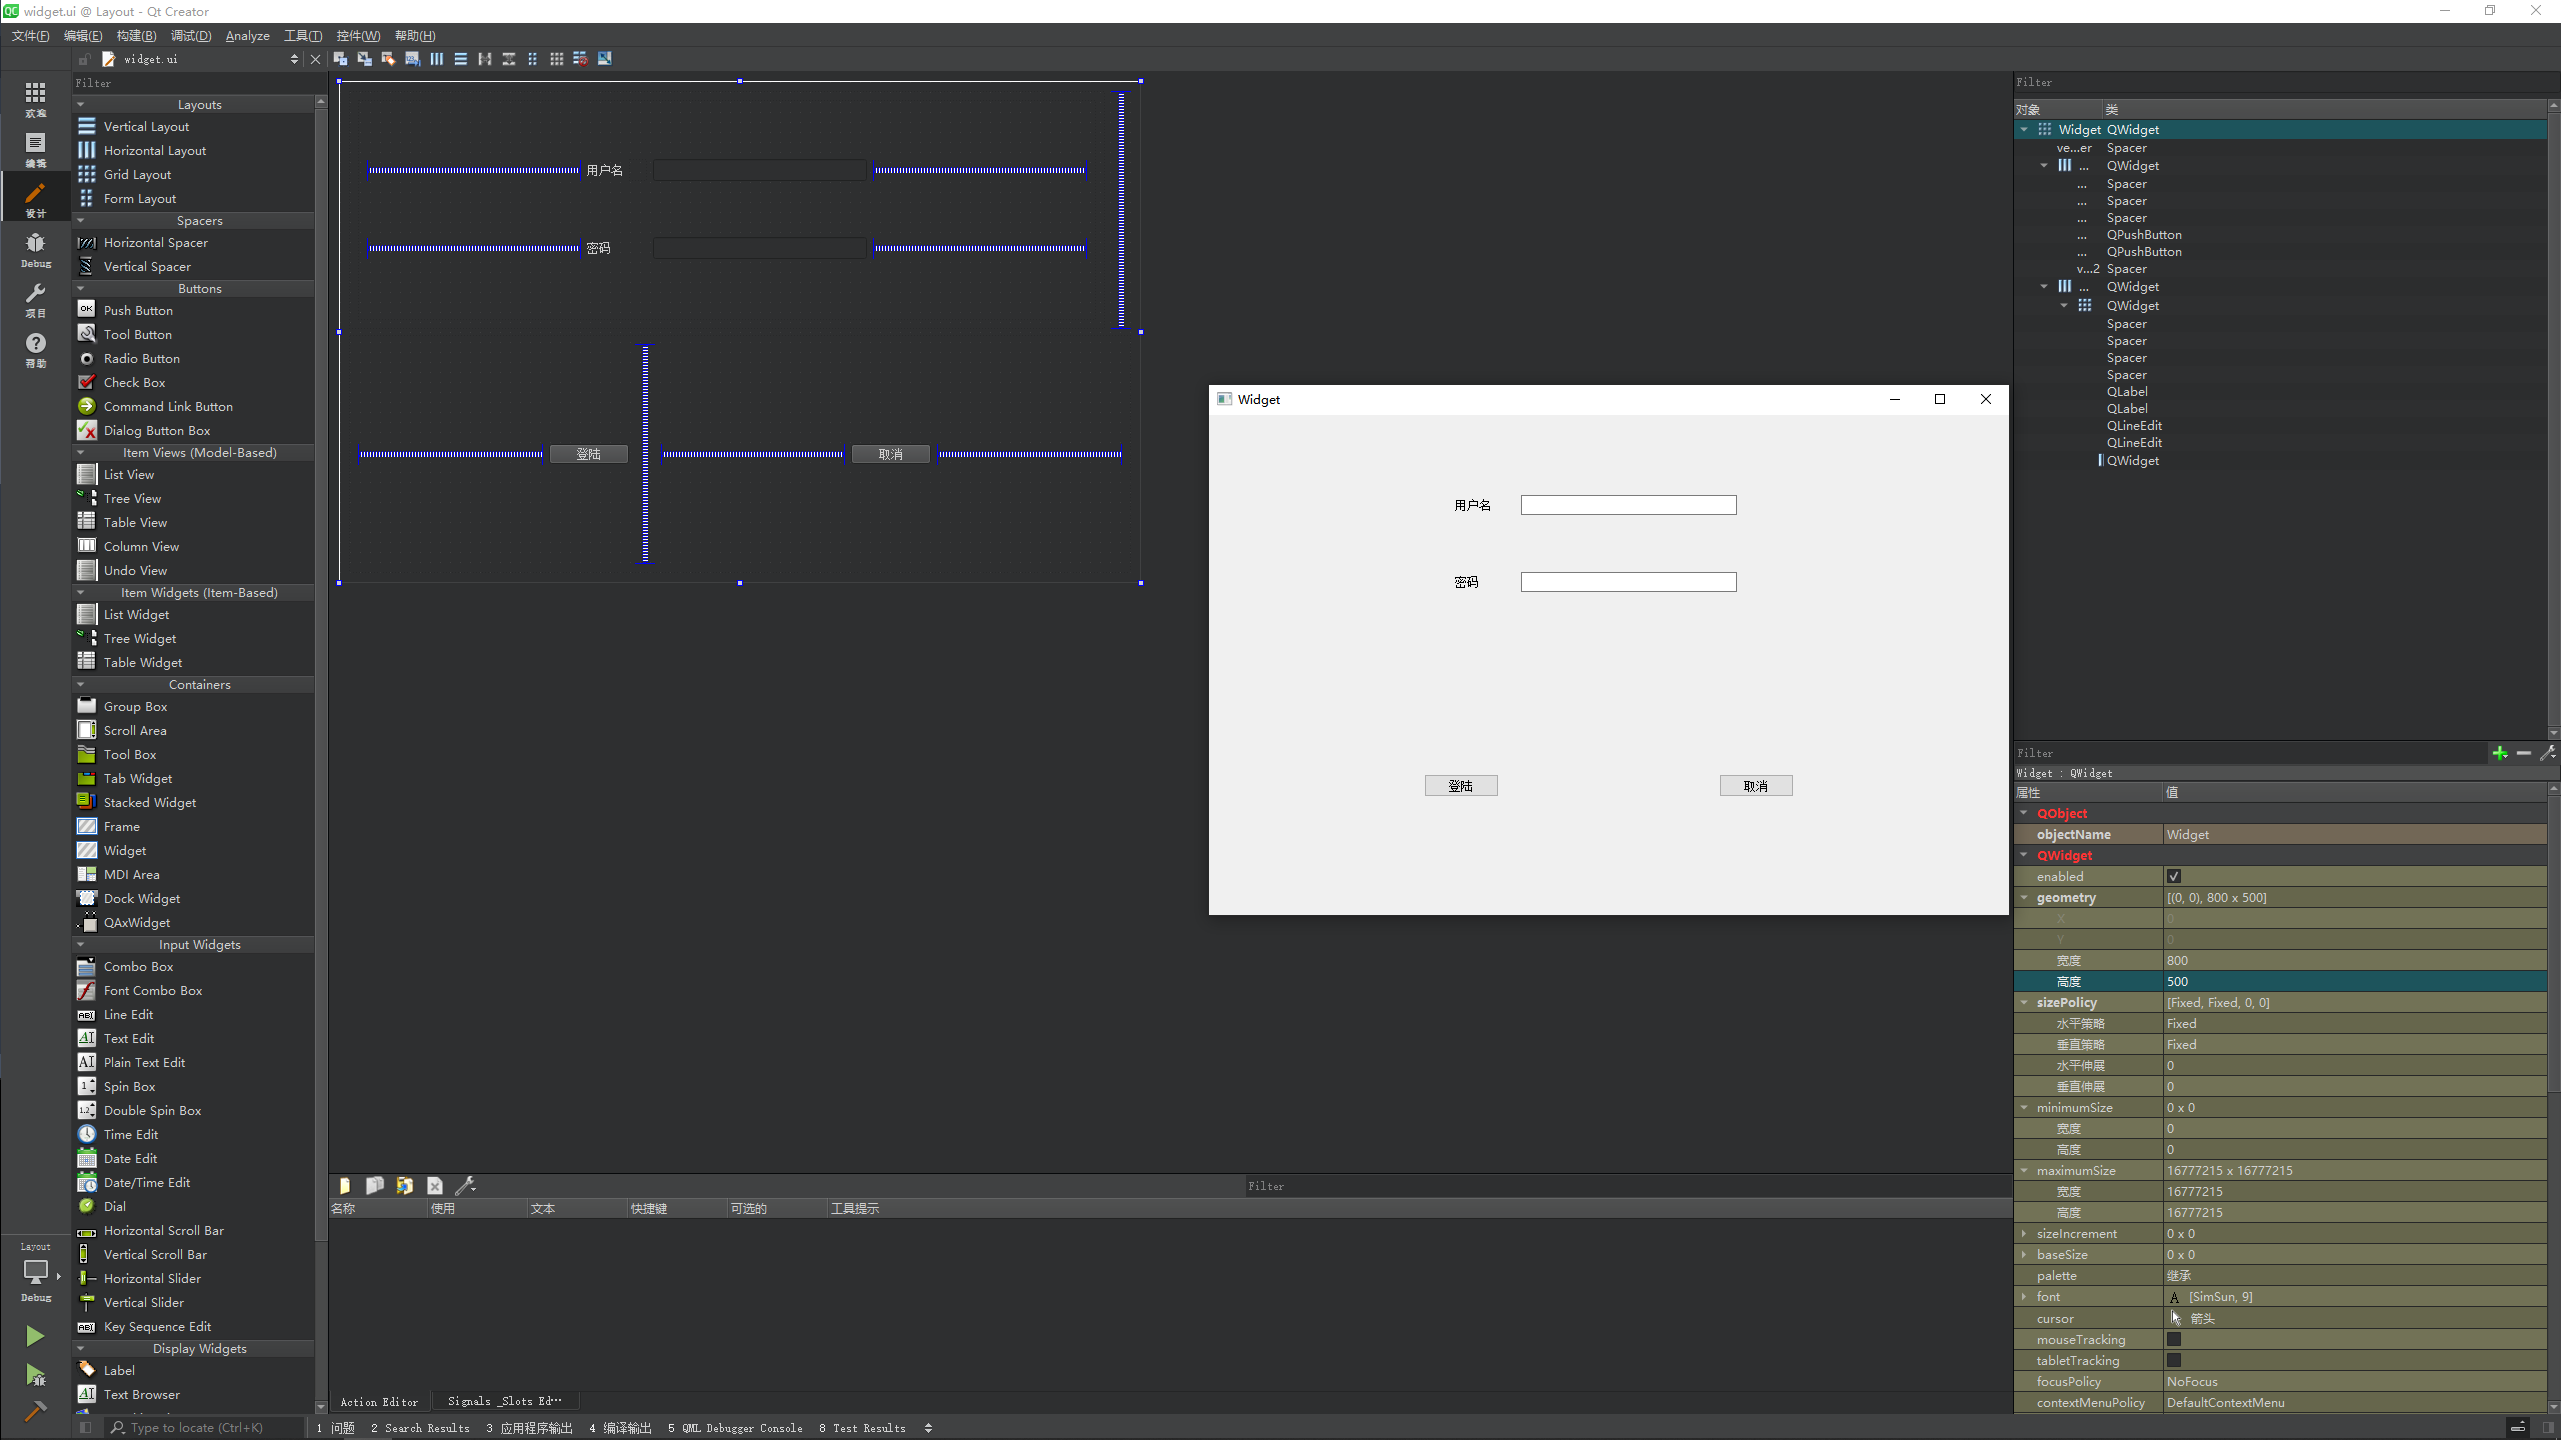 widget.ui @ Layout - Qt Creator
文件(F) 编辑(E) 构建(B) 调试(D) Analyze 工具(T) 控件(W) 帮助(H)
widget.ui
Filter
欢迎
编辑
设计
Debug
项目
帮助
Layout
Debug
Layouts
Vertical Layout
Horizontal Layout
Grid Layout
Form Layout
Spacers
Horizontal Spacer
Vertical Spacer
Buttons
OK Push Button
Tool Button
Radio Button
Check Box
Command Link Button
Dialog Button Box
Item Views (Model-Based)
List View
Tree View
Table View
Column View
Undo View
Item Widgets (Item-Based)
List Widget
Tree Widget
Table Widget
Containers
Group Box
Scroll Area
Tool Box
Tab Widget
Stacked Widget
Frame
Widget
MDI Area
Dock Widget
QAxWidget
Input Widgets
Combo Box
Font Combo Box
Line Edit
Text Edit
Plain Text Edit
Spin Box
Double Spin Box
Time Edit
Date Edit
Date/Time Edit
Dial
Horizontal Scroll Bar
Vertical Scroll Bar
Horizontal Slider
Vertical Slider
Key Sequence Edit
Display Widgets
Label
Text Browser
用户名
密码
登陆 取消
Widget
用户名
密码
登陆 取消
Filter
名称 使用 文本 快捷键 可选的 工具提示
Action Editor Signals _Slots Ed…
Filter
对象 类
Widget QWidget
ve...er Spacer
... QWidget
... Spacer
... Spacer
... Spacer
... QPushButton
... QPushButton
v...2 Spacer
... QWidget
QWidget
Spacer
Spacer
Spacer
Spacer
QLabel
QLabel
QLineEdit
QLineEdit
QWidget
Filter
Widget : QWidget
属性 值
QObject
objectName Widget
QWidget
enabled
geometry [(0, 0), 800 x 500]
X 0
Y 0
宽度 800
高度 500
sizePolicy [Fixed, Fixed, 0, 0]
水平策略 Fixed
垂直策略 Fixed
水平伸展 0
垂直伸展 0
minimumSize 0 x 0
宽度 0
高度 0
maximumSize 16777215 x 16777215
宽度 16777215
高度 16777215
sizeIncrement 0 x 0
baseSize 0 x 0
palette 继承
font A [SimSun, 9]
cursor 箭头
mouseTracking
tabletTracking
focusPolicy NoFocus
contextMenuPolicy DefaultContextMenu
Type to locate (Ctrl+K) 1 问题 2 Search Results 3 应用程序输出 4 编译输出 5 QML Debugger Console 8 Test Results